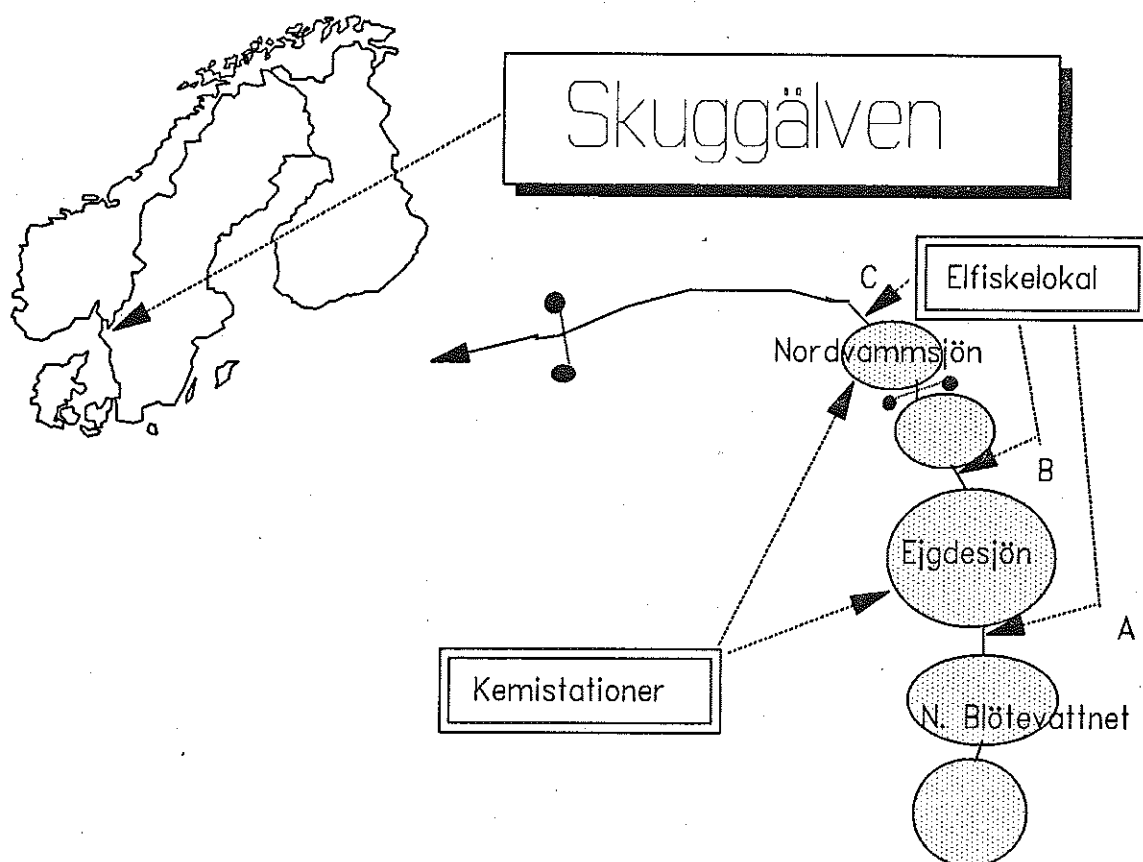 Skuggälven
C
Elfiskelokal
Nordvammsjön
B
Ejgdesjön
A
Kemistationer
N. Blötevattnet